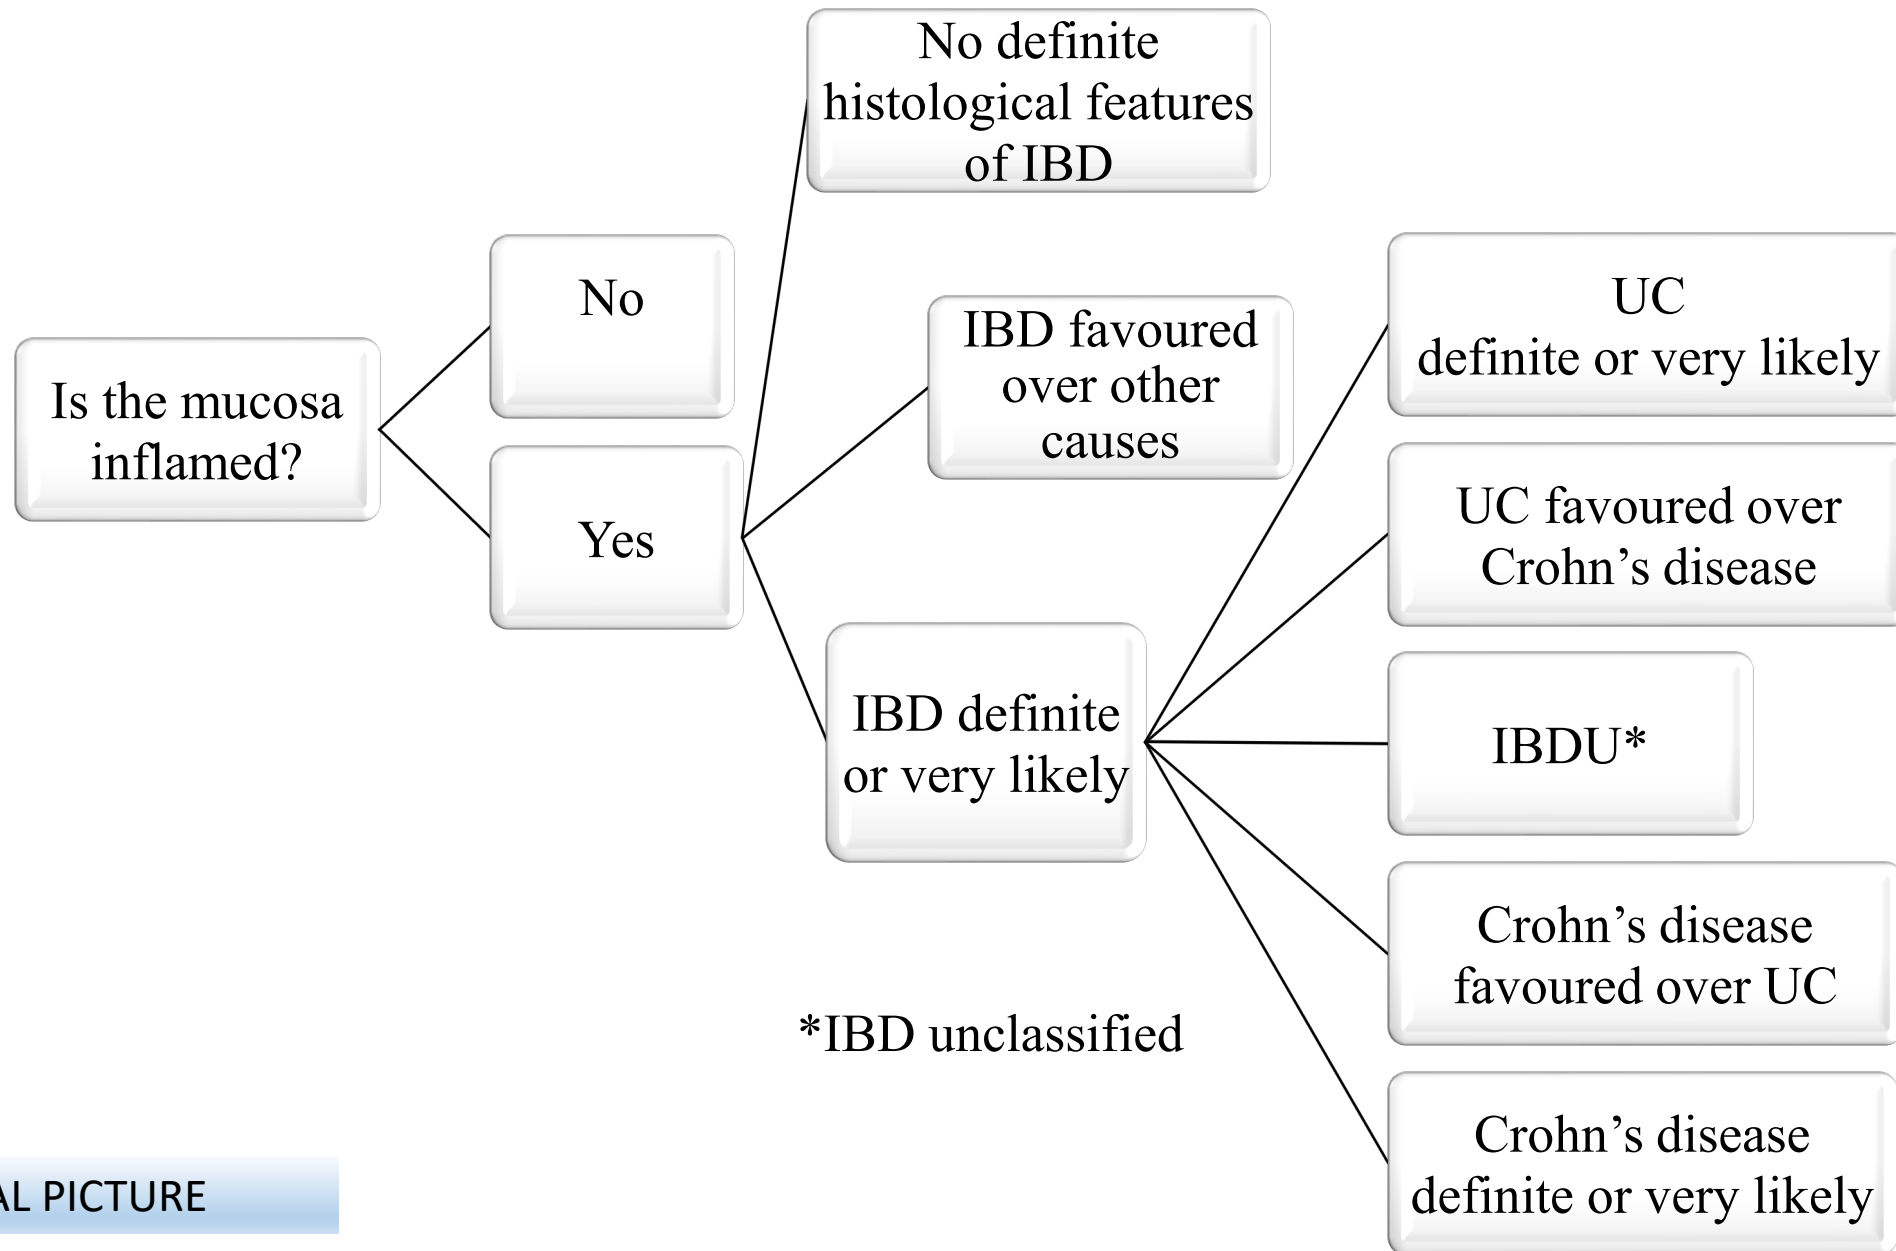 No definite
histological features
of IBD
No
Is the mucosa
inflamed?
Yes
IBD favoured
over other
causes
IBD definite
or very likely
UC
definite or very likely
UC favoured over
Crohn’s disease
IBDU*
Crohn’s disease
favoured over UC
Crohn’s disease
definite or very likely
*IBD unclassified
AL PICTURE